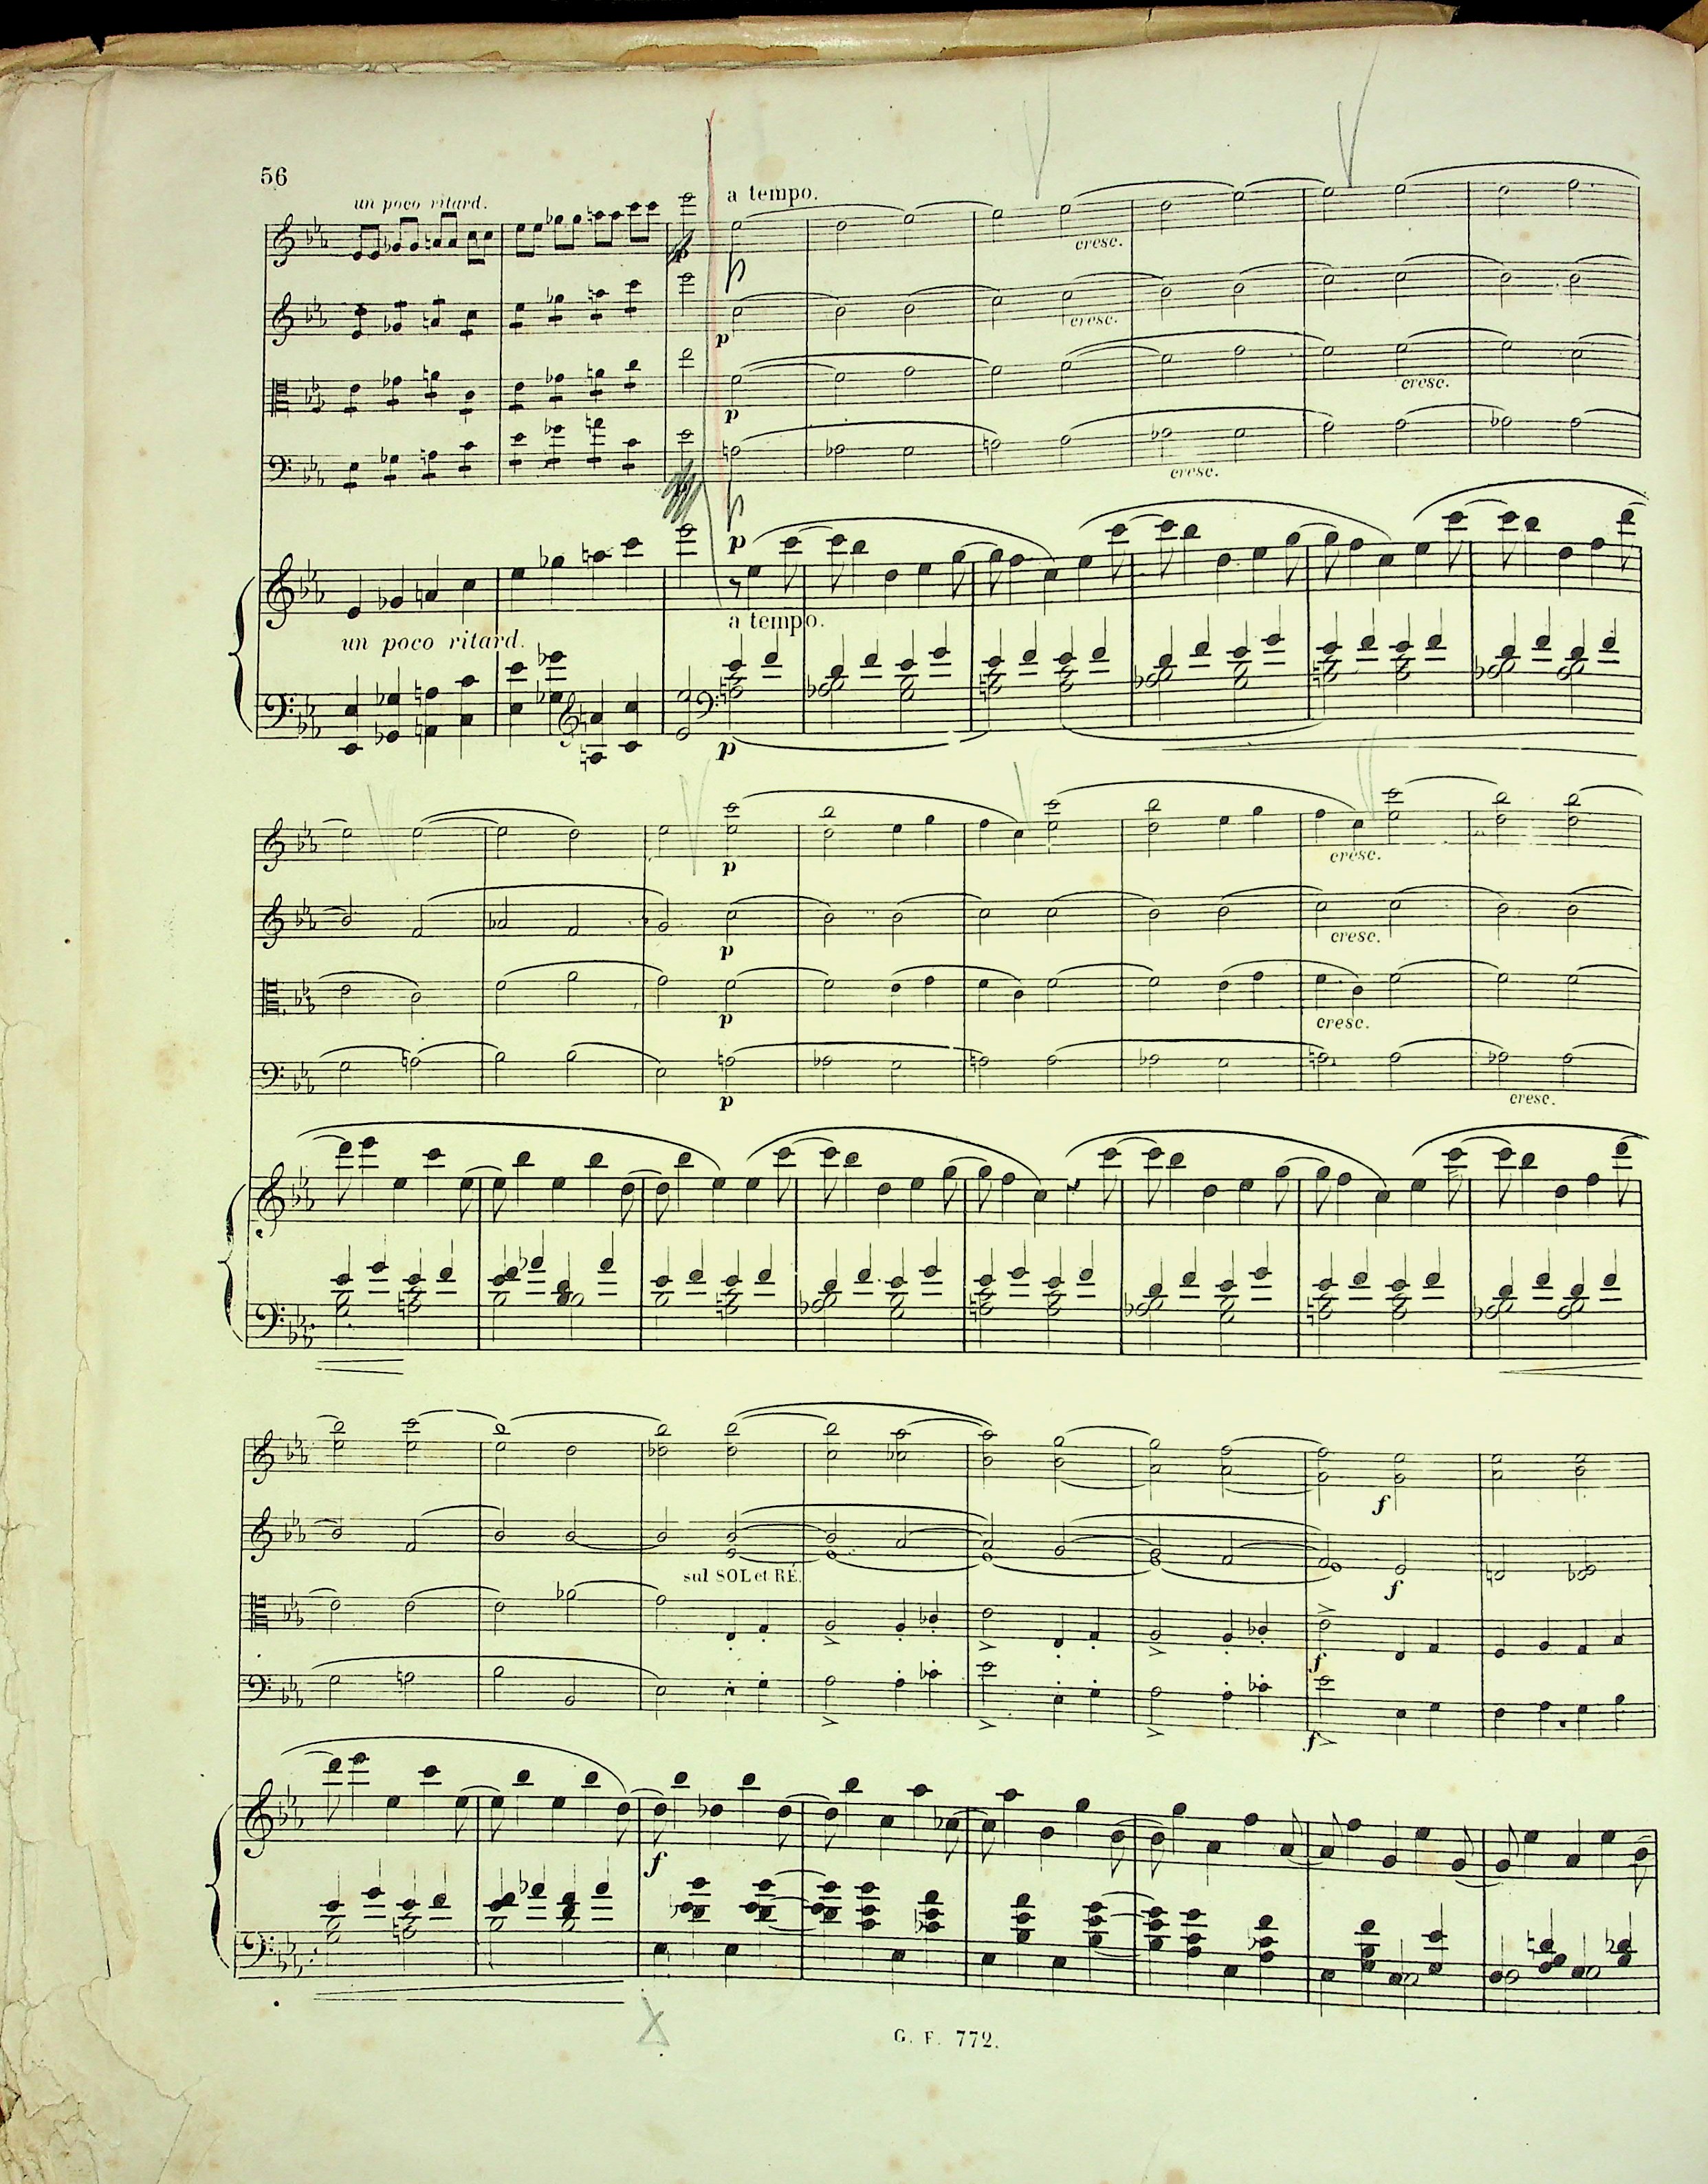 56
un poco ritard.
a tempo.
cresc.
p
p
cresc.
p
cresc.
p
cresc.
p
p
un poco ritard.
a tempo.
p
p
cresc.
p
cresc.
p
cresc.
p
cresc.
f
sul SOL et RÉ.
f
f
f
f
G. F. 772.